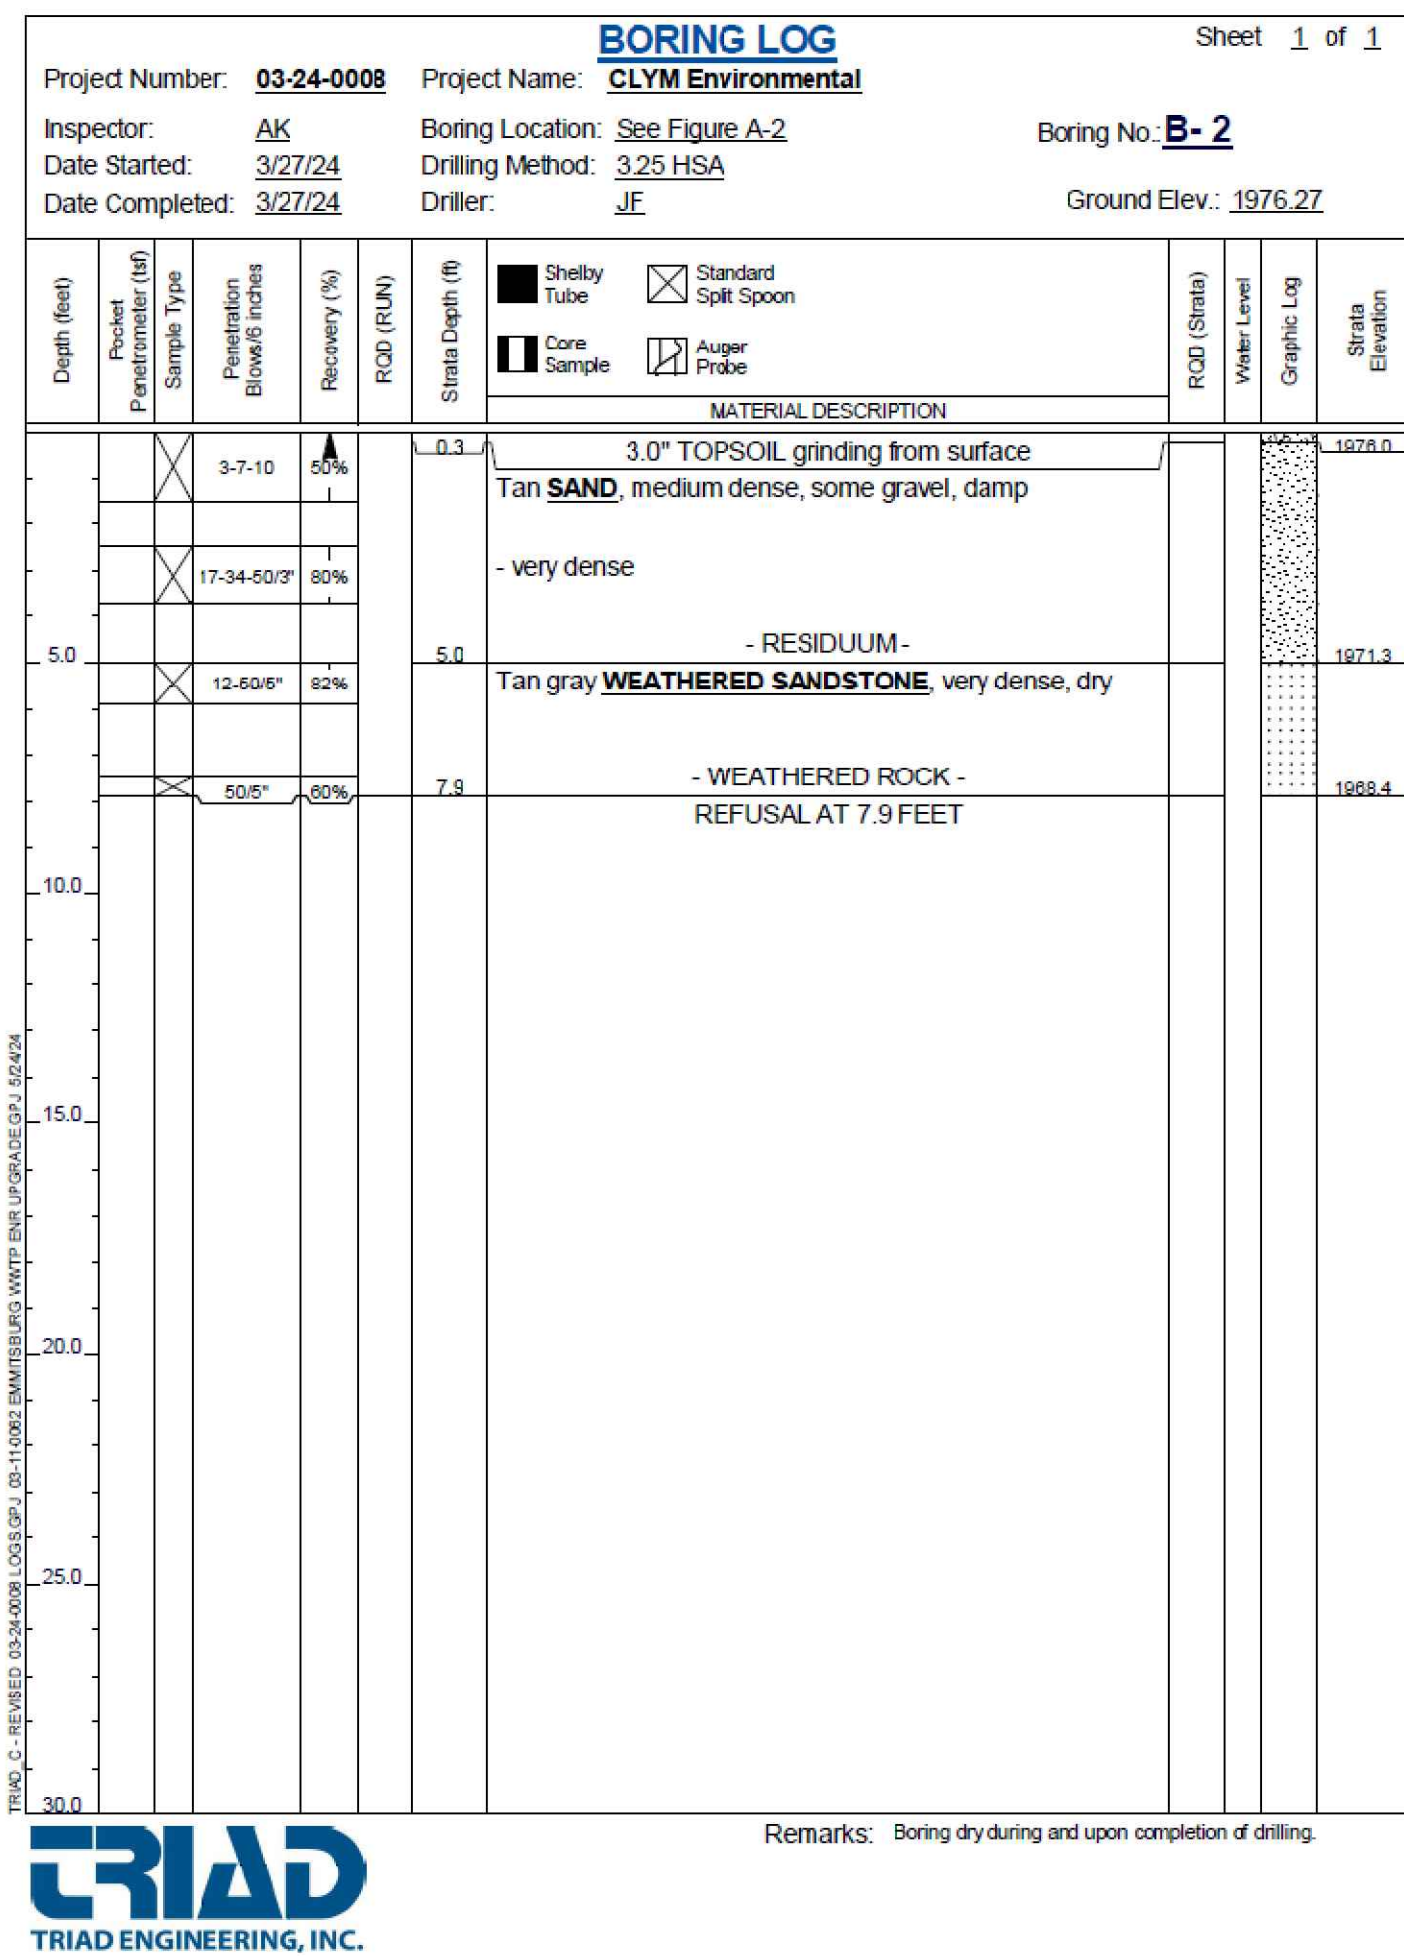 BORING LOG
Sheet 1 of 1
Project Number: 03-24-0008 Project Name: CLYM Environmental
Inspector: AK Boring Location: See Figure A-2
Boring No.: B- 2
Date Started: 3/27/24 Drilling Method: 3.25 HSA
Date Completed: 3/27/24 Driller: JF
Ground Elev.: 1976.27
Depth (feet)
Pocket
Penetrometer (tsf)
Sample Type
Penetration
Blows/6 inches
Recovery (%)
RQD (RUN)
Strata Depth (ft)
Shelby
Tube
Standard
Split Spoon
Core
Sample
Auger
Probe
MATERIAL DESCRIPTION
RQD (Strata)
Water Level
Graphic Log
Strata
Elevation
0.3 3.0" TOPSOIL grinding from surface 1976.0
3-7-10 50%
Tan SAND, medium dense, some gravel, damp
17-34-50/3" 80% - very dense
- RESIDUUM -
5.0 5.0 1971.3
12-50/5" 82% Tan gray WEATHERED SANDSTONE, very dense, dry
- WEATHERED ROCK -
50/5" 60% 7.9 1968.4
REFUSAL AT 7.9 FEET
10.0
15.0
20.0
25.0
30.0
TRIAD_C - REVISED 03-24-0008 LOGS.GPJ 03-11-0062 EMMITSBURG WWTP ENR UPGRADE.GPJ 5/24/24
Remarks: Boring dry during and upon completion of drilling.
TRIAD
TRIAD ENGINEERING, INC.